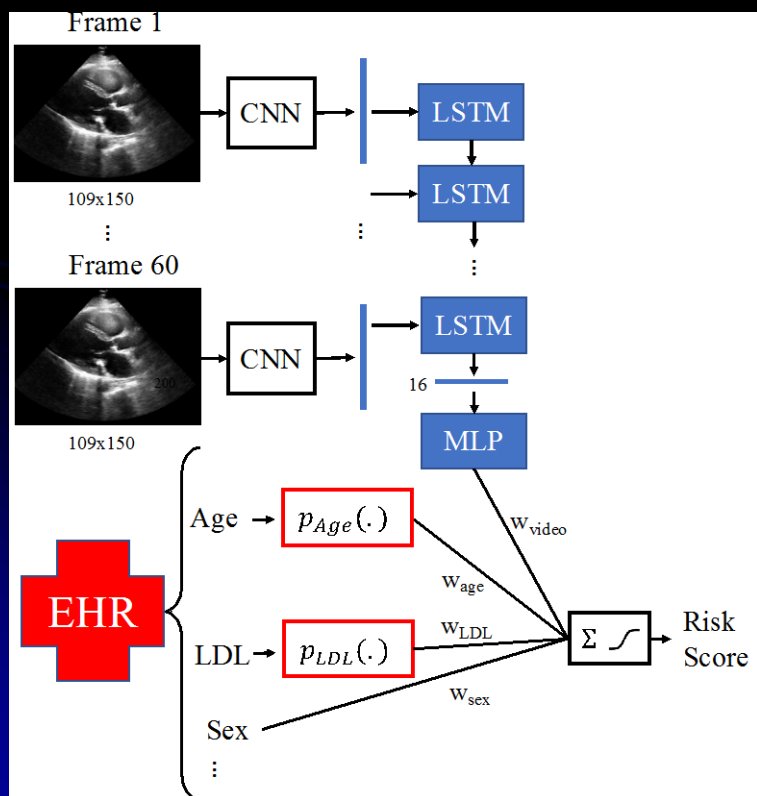 Frame 1
CNN
LSTM
109x150
LSTM
⋮
⋮
⋮
Frame 60
CNN
LSTM
200
16
109x150
MLP
Age
p_Age(.)
w_video
w_age
EHR
LDL
p_LDL(.)
w_LDL
Σ
Risk
Score
w_sex
Sex
⋮